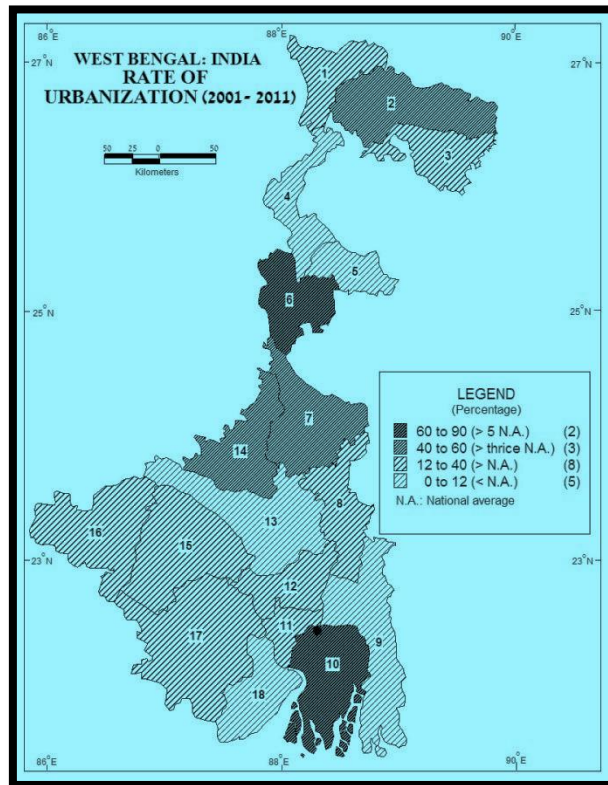 86°E
88°E
90°E
27°N
27°N
WEST BENGAL: INDIA
RATE OF
URBANIZATION (2001- 2011)
50 25 0 50
Kilometers
1
2
3
4
5
6
25°N
25°N
LEGEND
(Percentage)
60 to 90 (> 5 N.A.) (2)
40 to 60 (> thrice N.A.) (3)
12 to 40 (> N.A.) (8)
0 to 12 (< N.A.) (5)
N.A.: National average
7
14
8
13
16
15
23°N
23°N
12
11
17
9
10
18
86°E
88°E
90°E